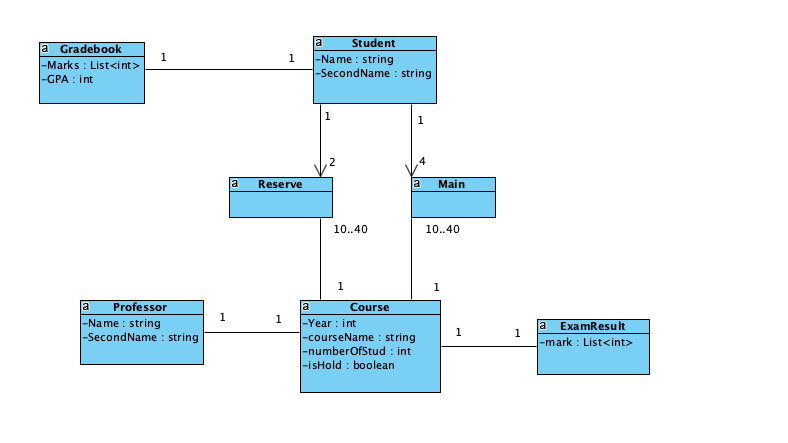 a
Gradebook
-Marks : List<int>
-GPA : int
1
1
a
Student
-Name : string
-SecondName : string
1
1
2
4
a
Reserve
a
Main
10..40
10..40
1
1
a
Professor
-Name : string
-SecondName : string
1
1
a
Course
-Year : int
-courseName : string
-numberOfStud : int
-isHold : boolean
1
1
a
ExamResult
-mark : List<int>